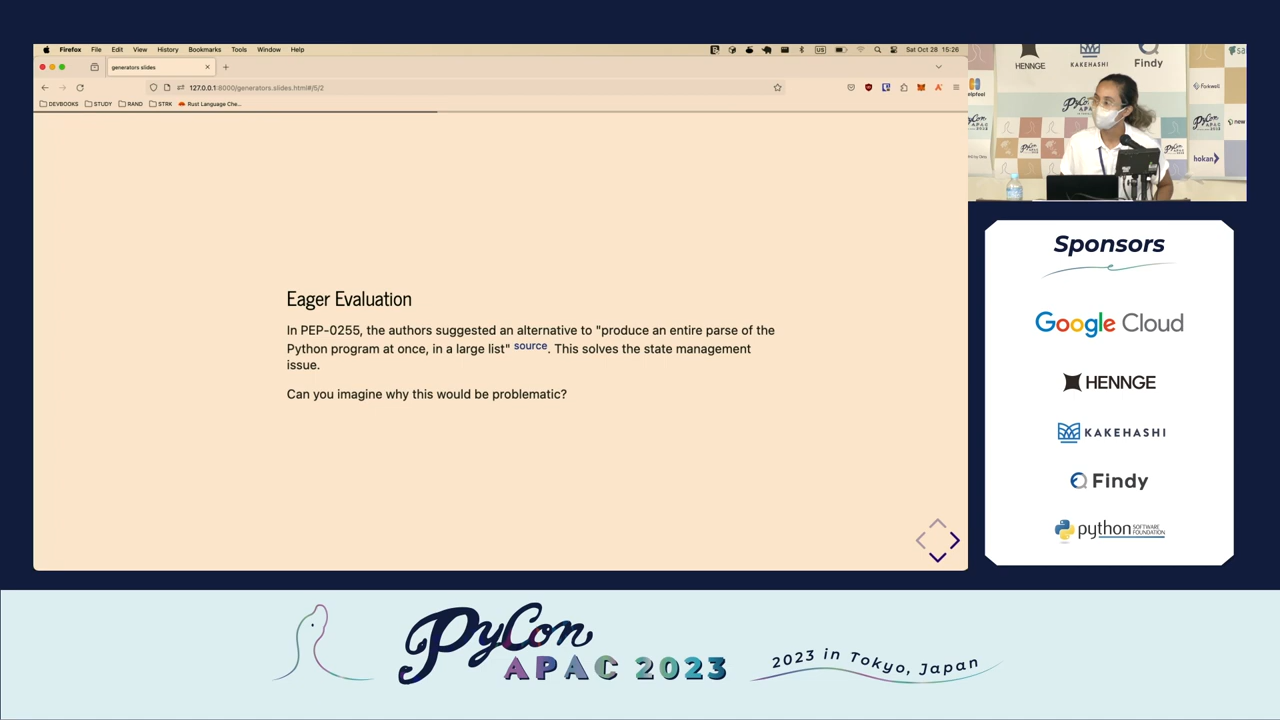 Firefox File Edit View History Bookmarks Tools Window Help
US
Sat Oct 28 15:26
generators slides
127.0.0.1:8000/generators.slides.html#/5/2
DEVBOOKS STUDY RAND STRK Rust Language Che...
Eager Evaluation
In PEP-0255, the authors suggested an alternative to "produce an entire parse of the
Python program at once, in a large list" source. This solves the state management
issue.
Can you imagine why this would be problematic?
HENNGE
KAKEHASHI
Findy
hokan
Sponsors
Google Cloud
HENNGE
KAKEHASHI
Findy
python SOFTWARE
FOUNDATION
PyCon
APAC 2023
2023 in Tokyo, Japan